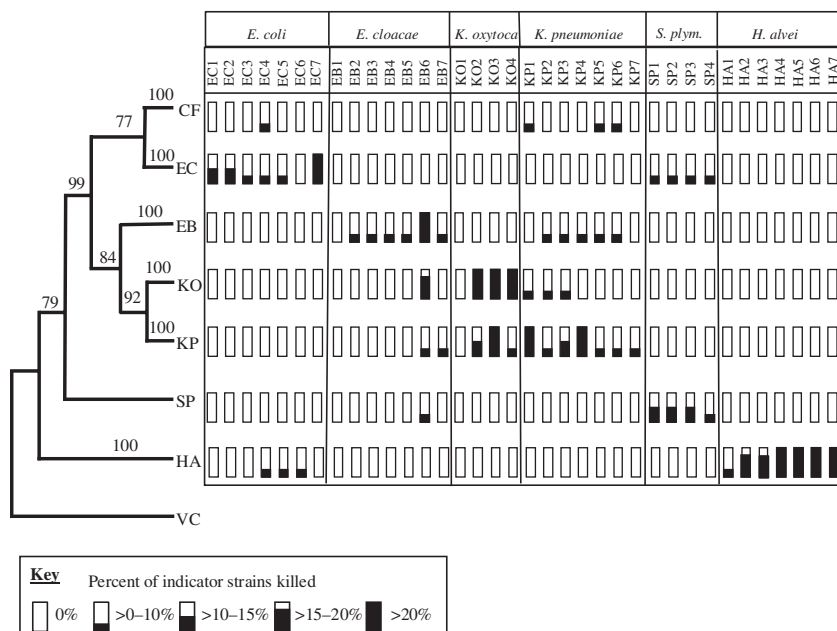 E. coli E. cloacae K. oxytoca K. pneumoniae S. plym. H. alvei
EC1 EC2 EC3 EC4 EC5 EC6 EC7 EB1 EB2 EB3 EB4 EB5 EB6 EB7 KO1 KO2 KO3 KO4 KP1 KP2 KP3 KP4 KP5 KP6 KP7 SP1 SP2 SP3 SP4 HA1 HA2 HA3 HA4 HA5 HA6 HA7
100 CF
77
100 EC
99
100 EB
84
100 KO
92
79
100 KP
SP
100 HA
VC
Key Percent of indicator strains killed
0% >0–10% >10–15% >15–20% >20%